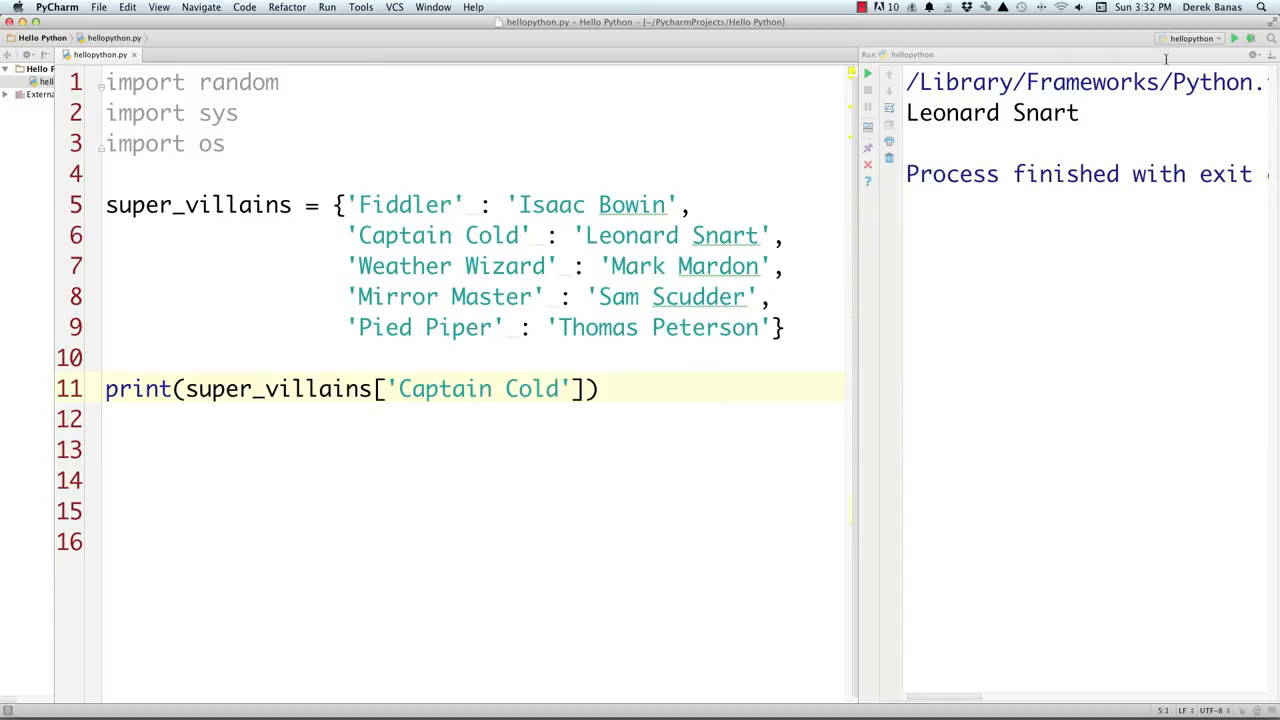 PyCharm File Edit View Navigate Code Refactor Run Tools VCS Window Help 10 Sun 3:32 PM Derek Banas
hellopython.py – Hello Python – [~/PycharmProjects/Hello Python]
Hello Python hellopython.py hellopython
hellopython.py Run hellopython
Hello P
hello
Extern
1 import random
2 import sys
3 import os
4
5 super_villains = {'Fiddler' : 'Isaac Bowin',
6 'Captain Cold' : 'Leonard Snart',
7 'Weather Wizard' : 'Mark Mardon',
8 'Mirror Master' : 'Sam Scudder',
9 'Pied Piper' : 'Thomas Peterson'}
10
11 print(super_villains['Captain Cold'])
12
13
14
15
16
/Library/Frameworks/Python.
Leonard Snart
Process finished with exit
5:1 LF UTF-8